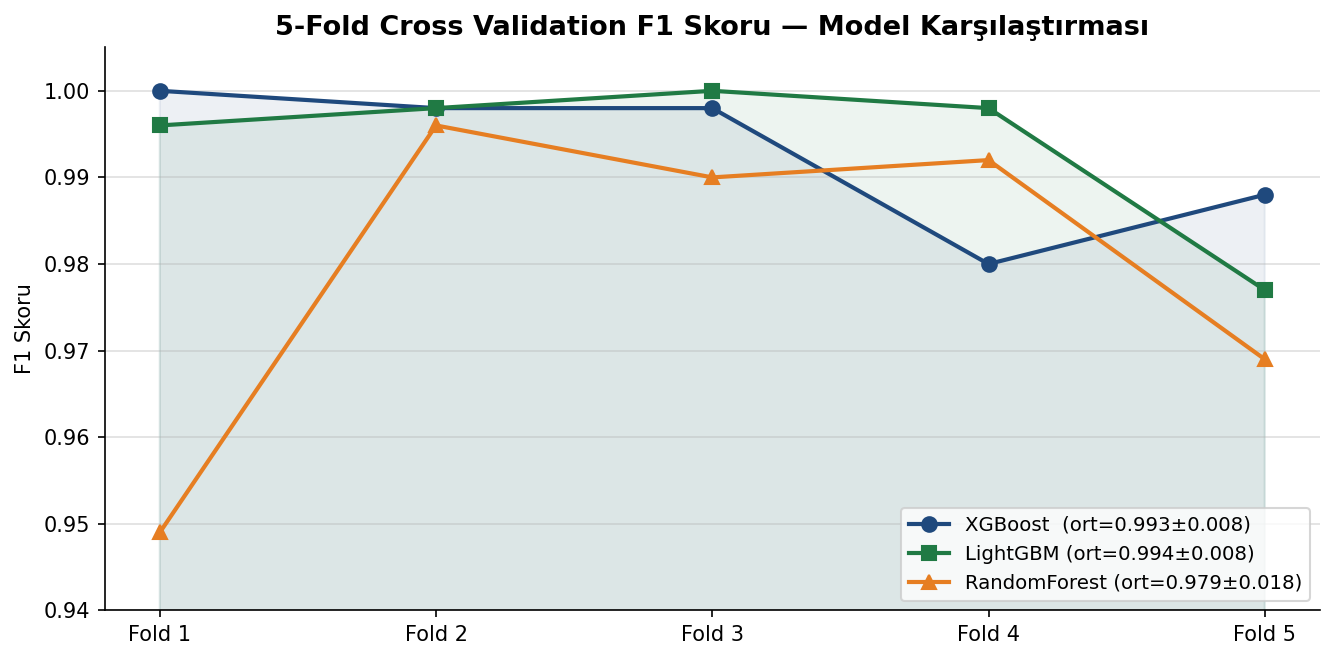 5-Fold Cross Validation F1 Skoru — Model Karşılaştırması
F1 Skoru
1.00
0.99
0.98
0.97
0.96
0.95
0.94
Fold 1
Fold 2
Fold 3
Fold 4
Fold 5
XGBoost  (ort=0.993±0.008)
LightGBM (ort=0.994±0.008)
RandomForest (ort=0.979±0.018)